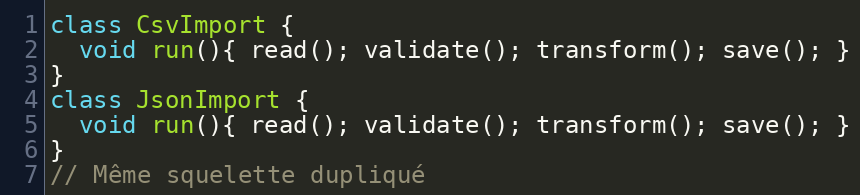 1 class CsvImport {
2   void run(){ read(); validate(); transform(); save(); }
3 }
4 class JsonImport {
5   void run(){ read(); validate(); transform(); save(); }
6 }
7 // Même squelette dupliqué